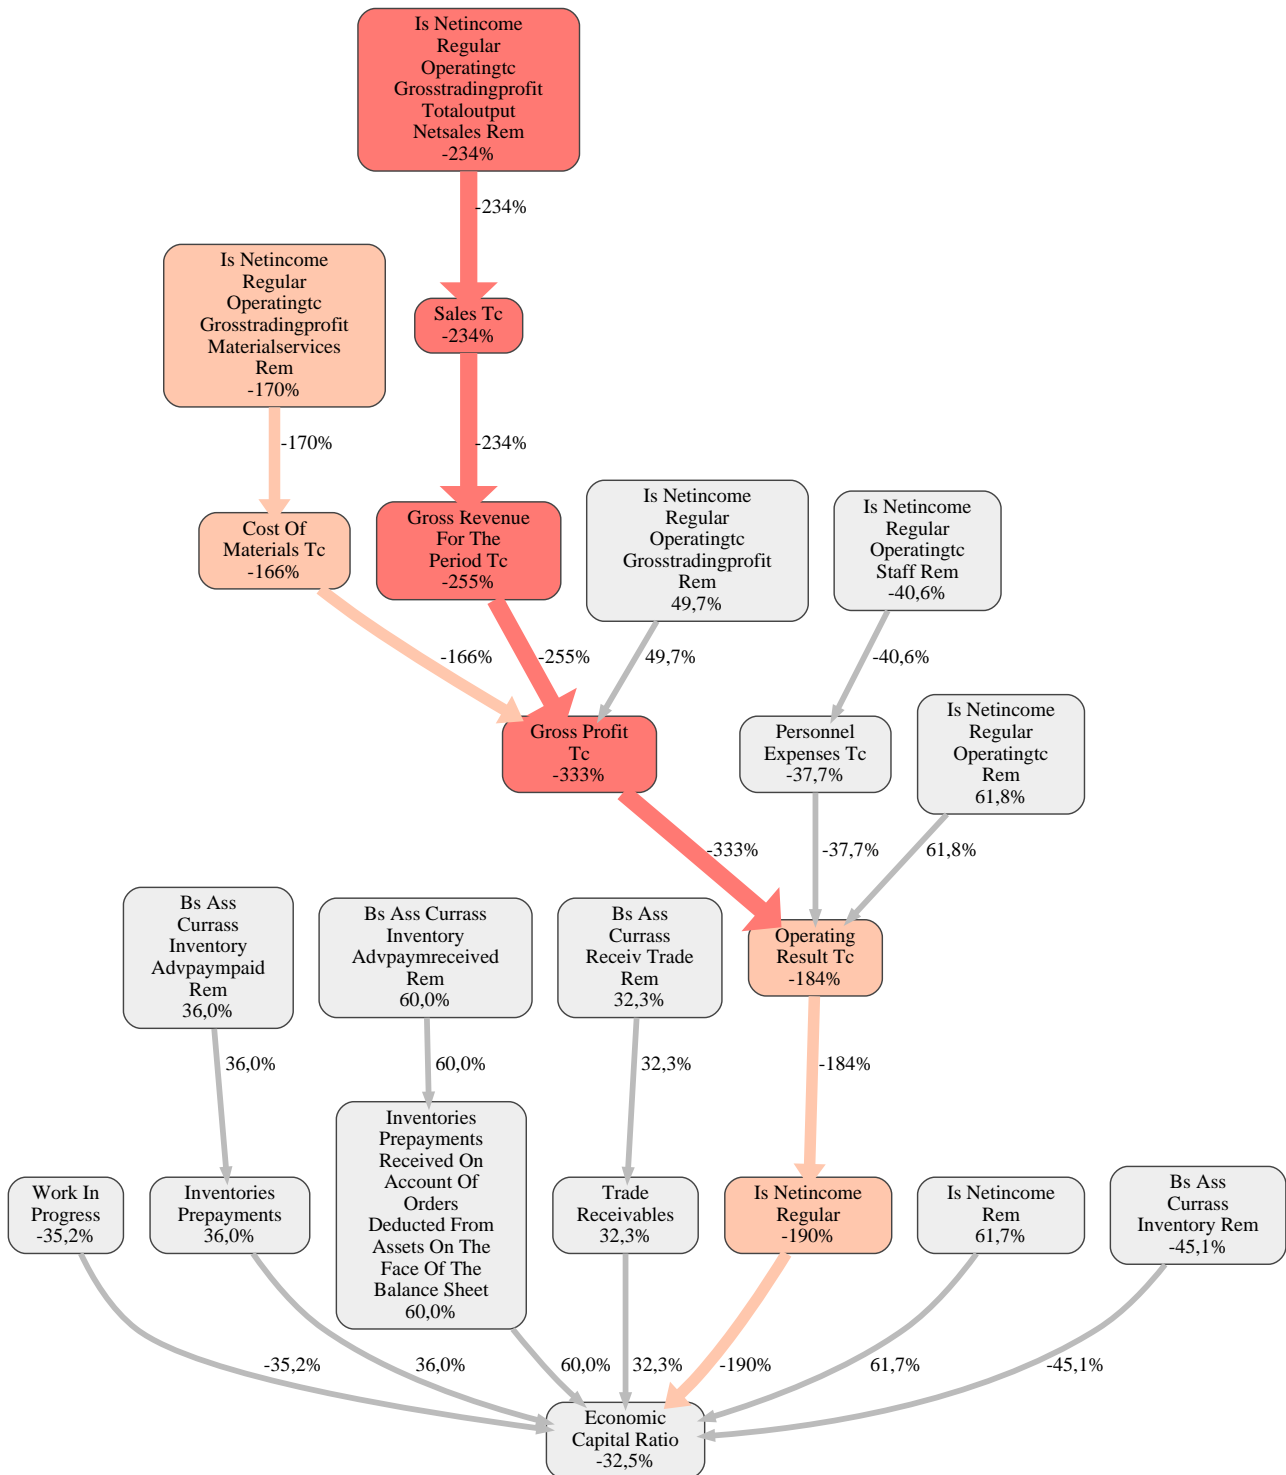 Is Netincome
Regular
Operatingtc
Grosstradingprofit
Totaloutput
Netsales Rem
-234%
-234%
Is Netincome
Regular
Operatingtc
Grosstradingprofit
Materialservices
Rem
-170%
Sales Tc
-234%
-170%
-234%
Cost Of
Materials Tc
-166%
Gross Revenue
For The
Period Tc
-255%
Is Netincome
Regular
Operatingtc
Grosstradingprofit
Rem
49,7%
Is Netincome
Regular
Operatingtc
Staff Rem
-40,6%
-166%
-255%
49,7%
-40,6%
Gross Profit
Tc
-333%
Personnel
Expenses Tc
-37,7%
Is Netincome
Regular
Operatingtc
Rem
61,8%
-333%
-37,7%
61,8%
Bs Ass
Currass
Inventory
Advpaympaid
Rem
36,0%
Bs Ass Currass
Inventory
Advpaymreceived
Rem
60,0%
Bs Ass
Currass
Receiv Trade
Rem
32,3%
Operating
Result Tc
-184%
36,0%
60,0%
32,3%
-184%
Work In
Progress
-35,2%
Inventories
Prepayments
36,0%
Inventories
Prepayments
Received On
Account Of
Orders
Deducted From
Assets On The
Face Of The
Balance Sheet
60,0%
Trade
Receivables
32,3%
Is Netincome
Regular
-190%
Is Netincome
Rem
61,7%
Bs Ass
Currass
Inventory Rem
-45,1%
-35,2%
36,0%
60,0%
32,3%
-190%
61,7%
-45,1%
Economic
Capital Ratio
-32,5%